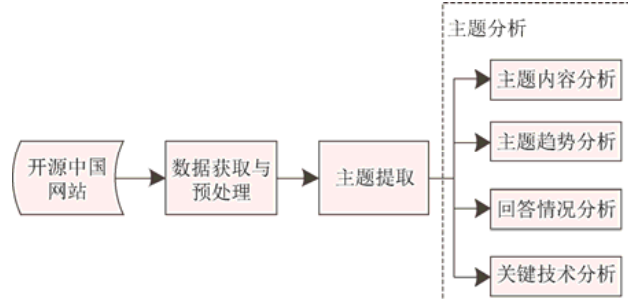 主题分析
主题内容分析
主题趋势分析
开源中国
网站
数据获取与
预处理
主题提取
回答情况分析
关键技术分析